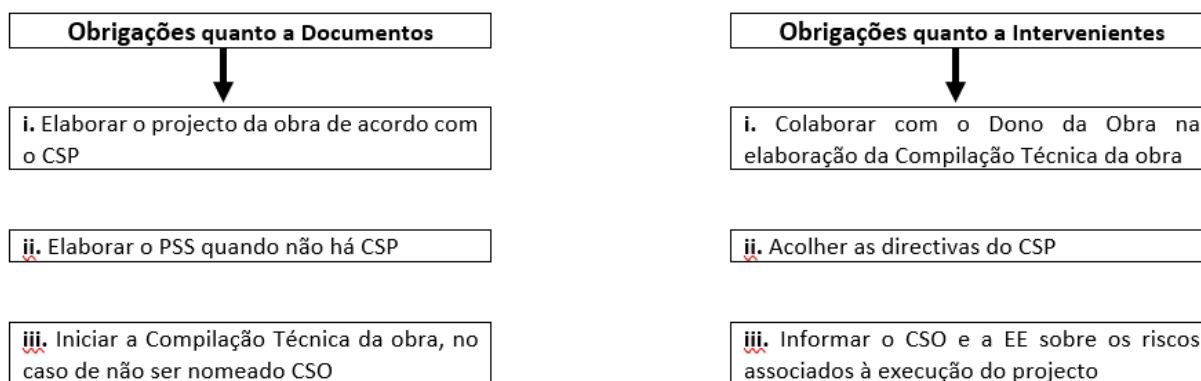 Obrigações quanto a Documentos
i. Elaborar o projecto da obra de acordo com
o CSP
ii. Elaborar o PSS quando não há CSP
iii. Iniciar a Compilação Técnica da obra, no
caso de não ser nomeado CSO
Obrigações quanto a Intervenientes
i. Colaborar com o Dono da Obra na
elaboração da Compilação Técnica da obra
ii. Acolher as directivas do CSP
iii. Informar o CSO e a EE sobre os riscos
associados à execução do projecto